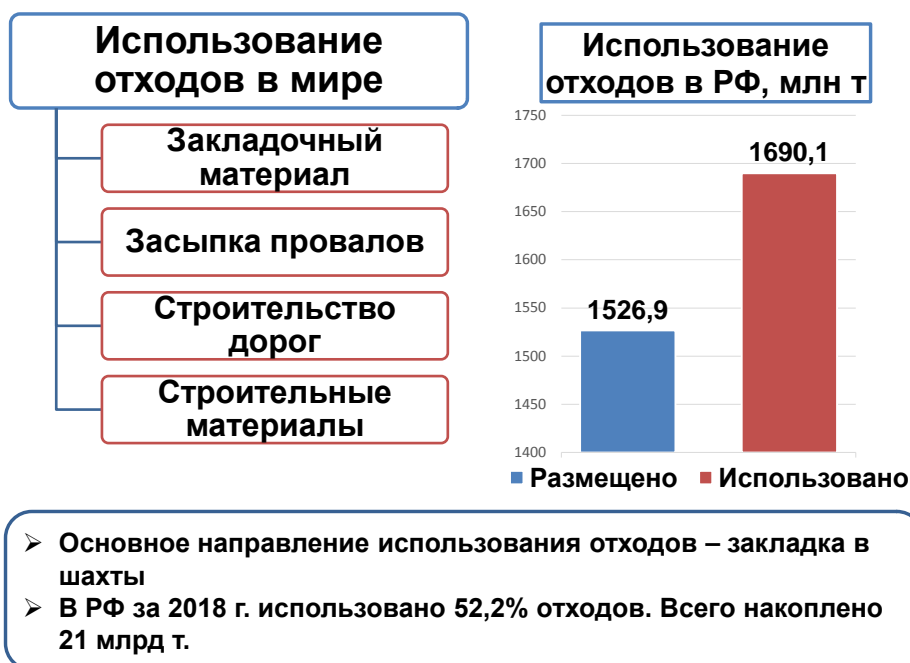 Использование
отходов в мире
Закладочный
материал
Засыпка провалов
Строительство
дорог
Строительные
материалы
Использование
отходов в РФ, млн т
1750
1700
1650
1600
1550
1500
1450
1400
1526,9
1690,1
Размещено
Использовано
Основное направление использования отходов – закладка в
шахты
В РФ за 2018 г. использовано 52,2% отходов. Всего накоплено
21 млрд т.